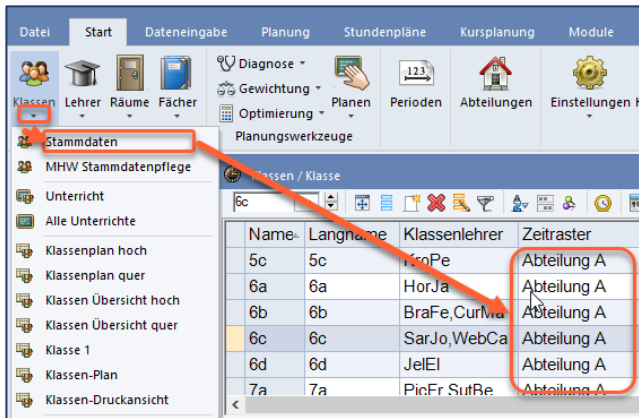 Datei Start Dateneingabe Planung Stundenpläne Kursplanung Module
Diagnose
Gewichtung
Optimierung
Klassen Lehrer Räume Fächer Planen Perioden Abteilungen Einstellungen
Planungswerkzeuge
Stammdaten
MHW Stammdatenpflege
Unterricht
Alle Unterrichte
Klassenplan hoch
Klassenplan quer
Klassen Übersicht hoch
Klassen Übersicht quer
Klasse 1
Klassen-Plan
Klassen-Druckansicht
Klassen / Klasse
6c
Name Langname Klassenlehrer Zeitraster
5c 5c KroPe Abteilung A
6a 6a HorJa Abteilung A
6b 6b BraFe,CurMa Abteilung A
6c 6c SarJo,WebCa Abteilung A
6d 6d JelEl Abteilung A
7a 7a PicFr,SutBe Abteilung A